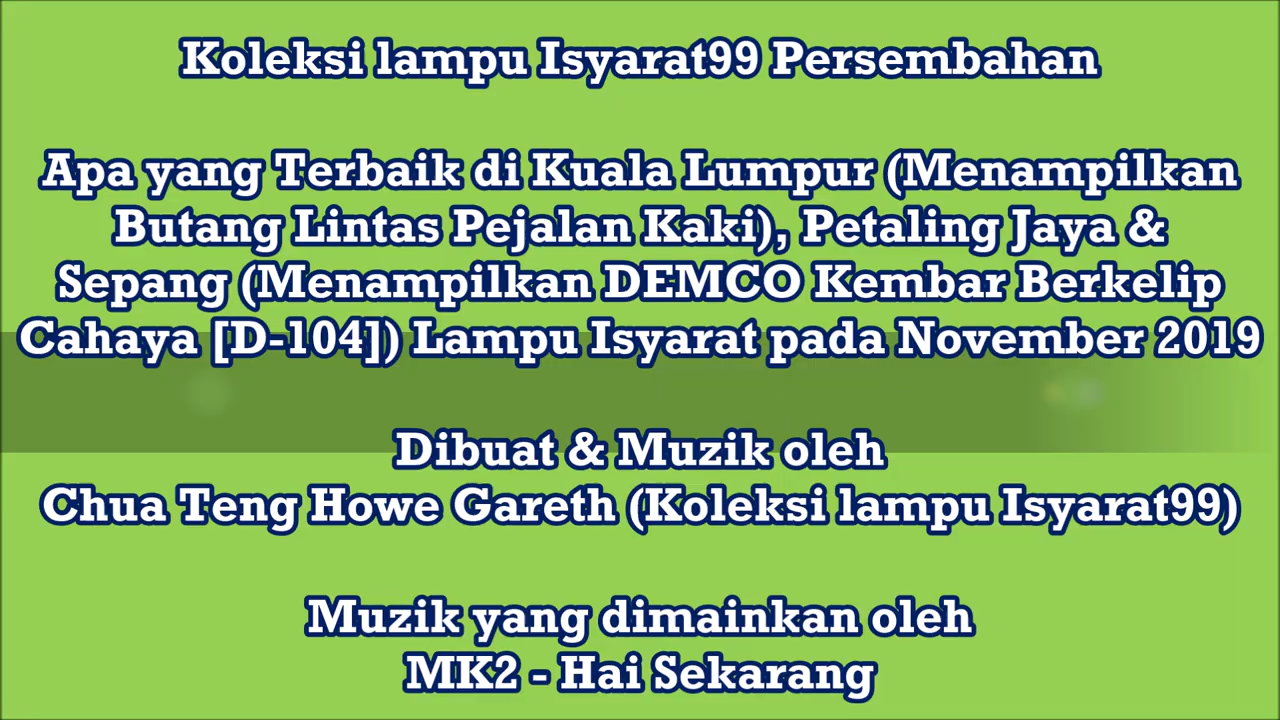 Koleksi lampu Isyarat99 Persembahan
Apa yang Terbaik di Kuala Lumpur (Menampilkan
Butang Lintas Pejalan Kaki), Petaling Jaya &
Sepang (Menampilkan DEMCO Kembar Berkelip
Cahaya [D-104]) Lampu Isyarat pada November 2019
Dibuat & Muzik oleh
Chua Teng Howe Gareth (Koleksi lampu Isyarat99)
Muzik yang dimainkan oleh
MK2 - Hai Sekarang